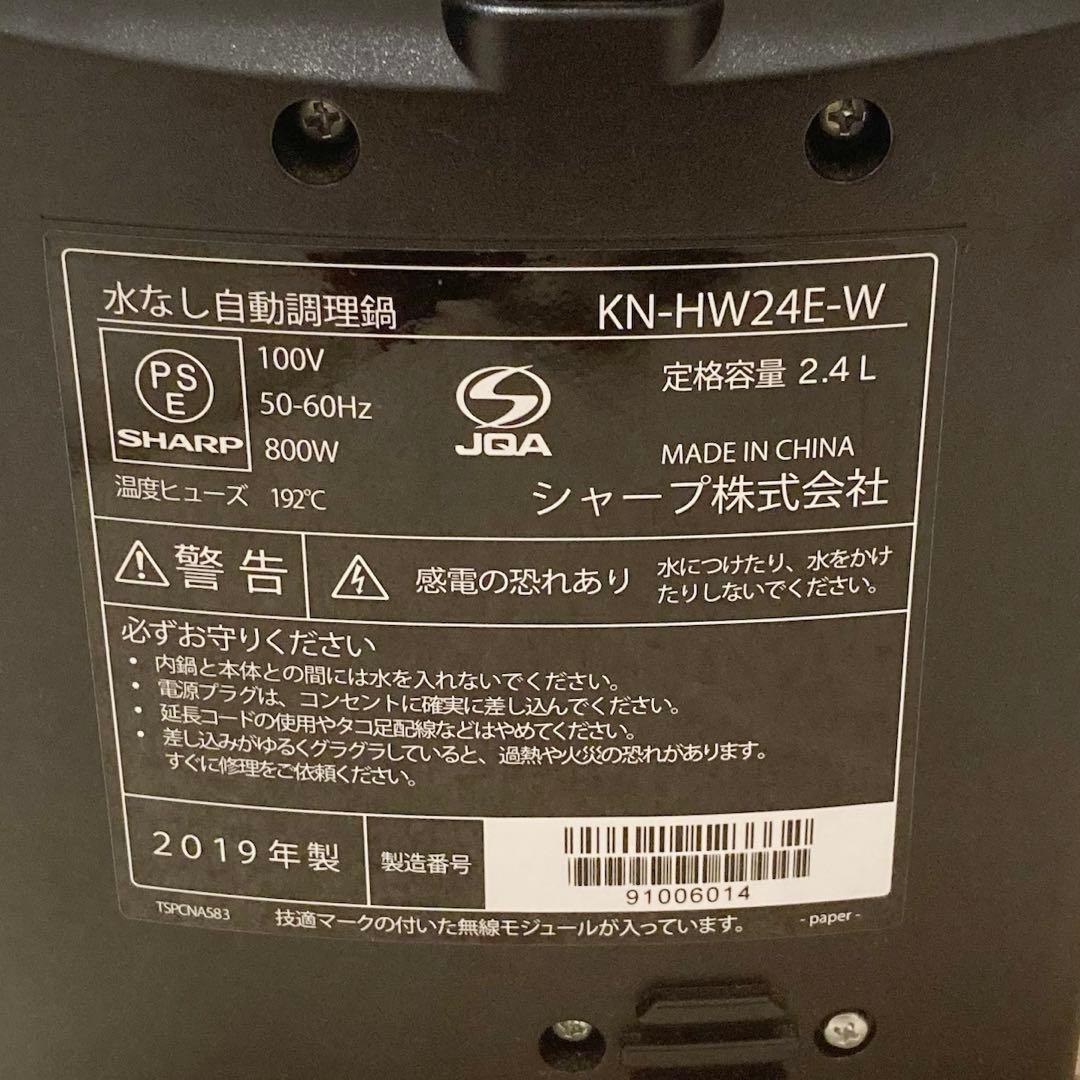 水なし自動調理鍋
KN-HW24E-W
PS
E
SHARP
100V
50-60Hz
800W
JQA
定格容量 2.4L
MADE IN CHINA
シャープ株式会社
温度ヒューズ 192℃
警告
感電の恐れあり
水につけたり、水をかけ
たりしないでください。
必ずお守りください
• 内鍋と本体との間には水を入れないでください。
• 電源プラグは、コンセントに確実に差し込んでください。
• 延長コードの使用やタコ足配線などはやめてください。
• 差し込みがゆるくグラグラしていると、過熱や火災の恐れがあります。
すぐに修理をご依頼ください。
2019年製
製造番号
91006014
TSPCNA583
技適マークの付いた無線モジュールが入っています。
- paper -